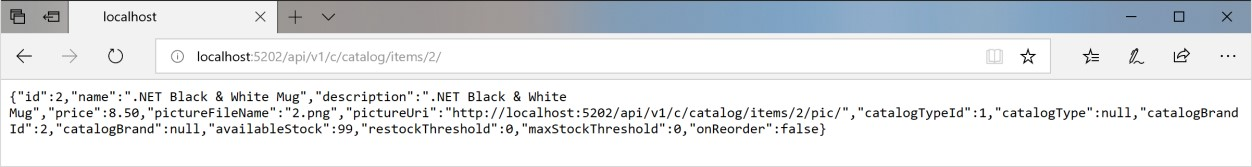 localhost
localhost:5202/api/v1/c/catalog/items/2/
{"id":2,"name":".NET Black & White Mug","description":".NET Black & White
Mug","price":8.50,"pictureFileName":"2.png","pictureUri":"http://localhost:5202/api/v1/c/catalog/items/2/pic/","catalogTypeId":1,"catalogType":null,"catalogBrand
Id":2,"catalogBrand":null,"availableStock":99,"restockThreshold":0,"maxStockThreshold":0,"onReorder":false}